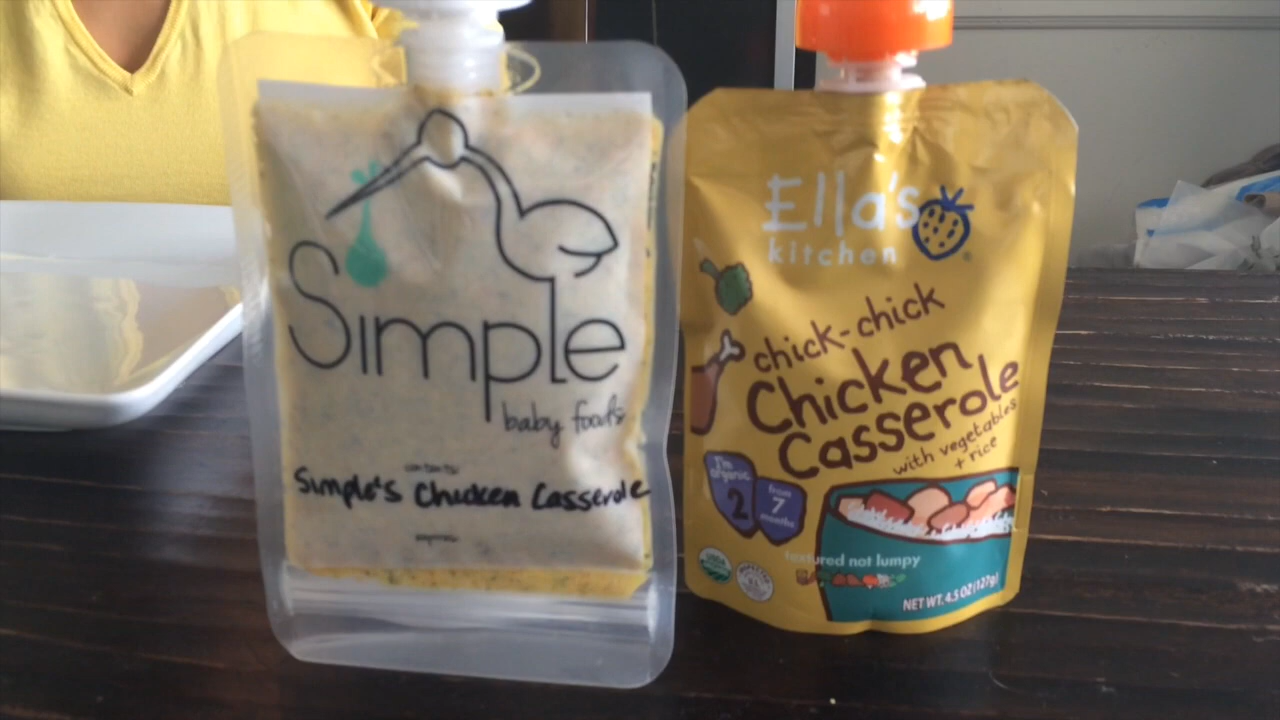 Simple
baby foods
contents:
Simple's Chicken Casserole
Ella's
kitchen
chick-chick
Chicken
Casserole
with vegetables
+ rice
I'm
organic
2
from
7
months
textured not lumpy
NET WT. 4.5 OZ (127g)